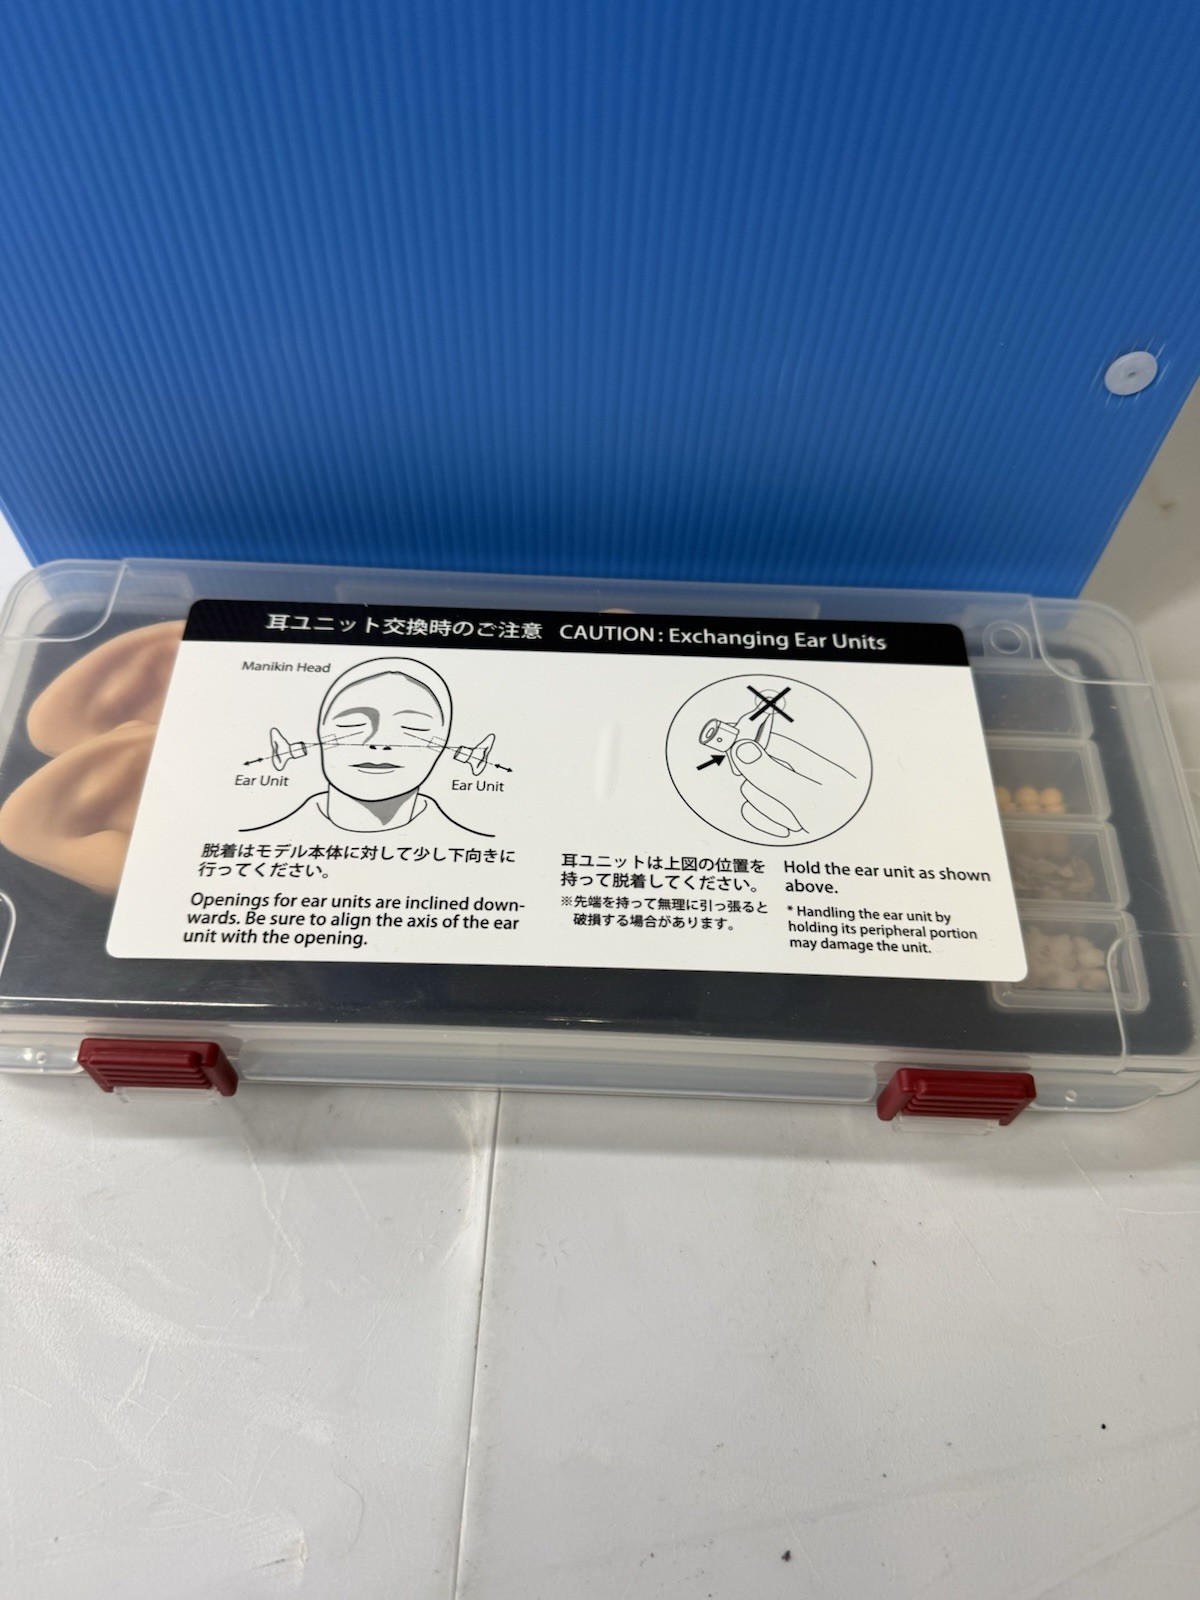 耳ユニット交換時のご注意 CAUTION : Exchanging Ear Units
Manikin Head
Ear Unit
Ear Unit
脱着はモデル本体に対して少し下向きに
行ってください。
Openings for ear units are inclined down-
wards. Be sure to align the axis of the ear
unit with the opening.
耳ユニットは上図の位置を
持って脱着してください。
※先端を持って無理に引っ張ると
破損する場合があります。
Hold the ear unit as shown
above.
* Handling the ear unit by
holding its peripheral portion
may damage the unit.